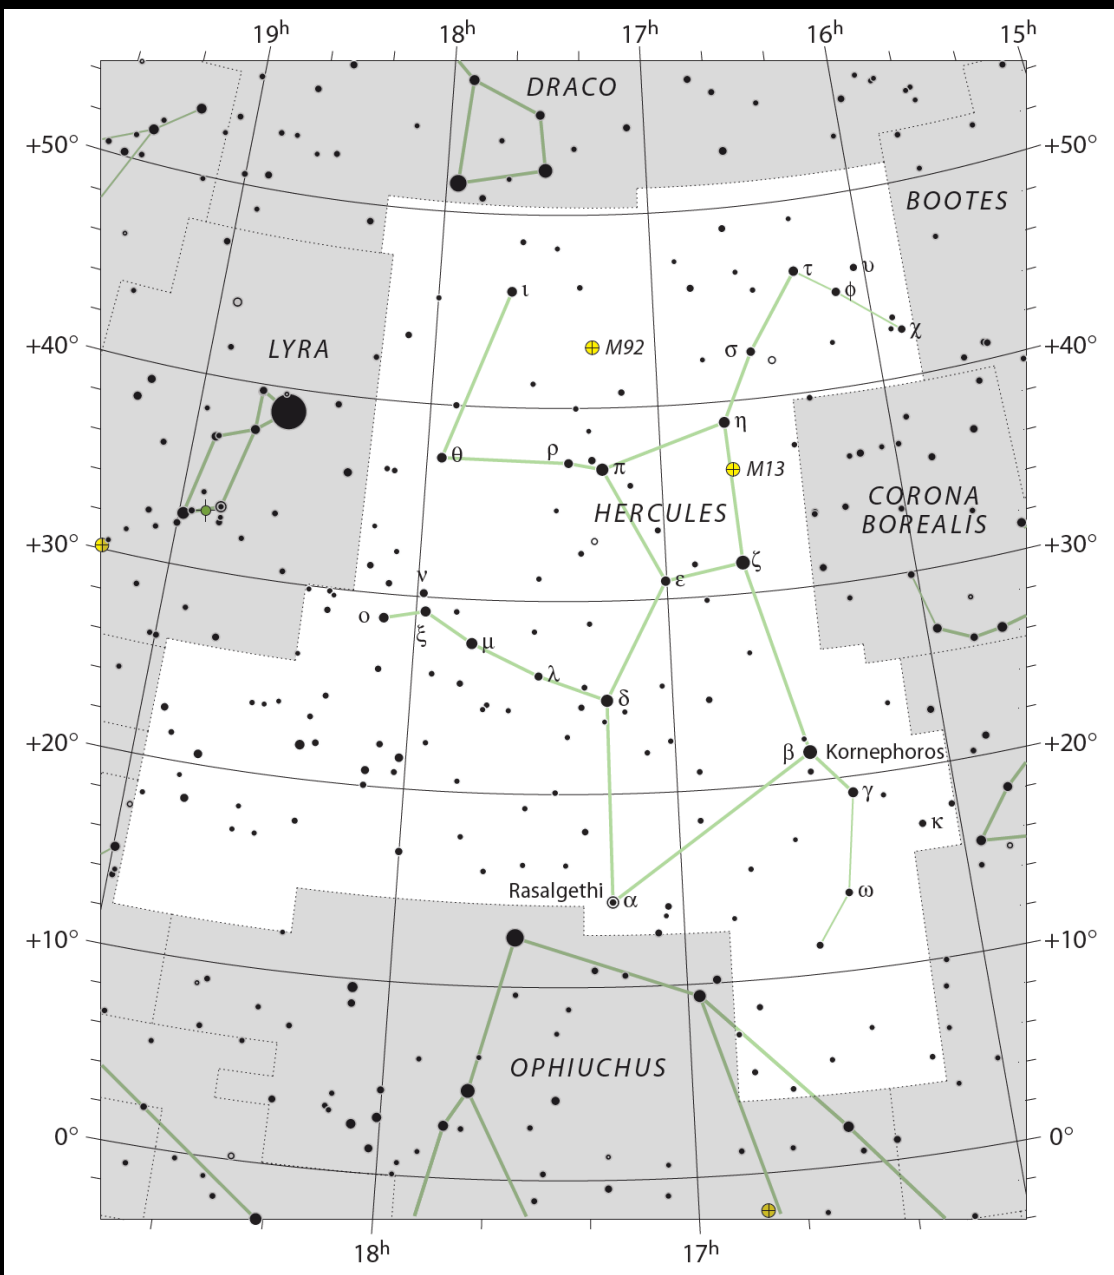 19ʰ 18ʰ 17ʰ 16ʰ 15ʰ
DRACO
+50° +50°
BOOTES
τ υ
ι φ
χ
+40° LYRA M92 σ +40°
η
θ ρ π M13
HERCULES CORONA
BOREALIS
+30° +30°
ν ε ζ
ο
ξ μ
λ
δ
+20° β Kornephoros +20°
γ
κ
Rasalgethi α ω
+10° +10°
OPHIUCHUS
0° 0°
18ʰ 17ʰ